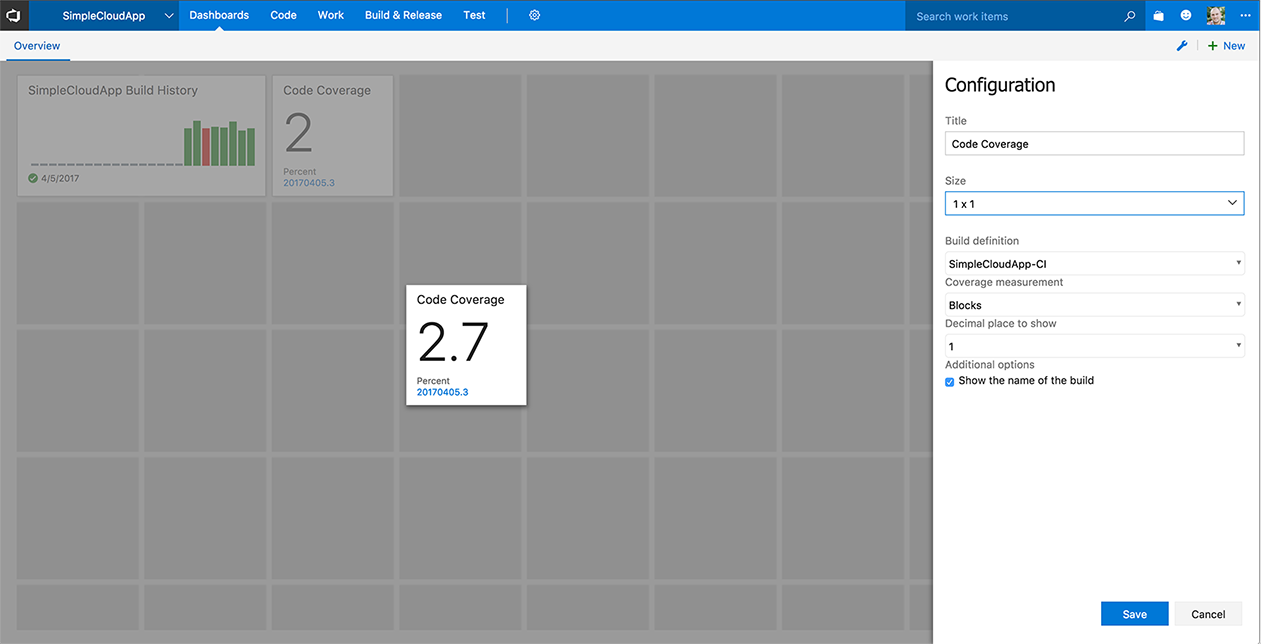 SimpleCloudApp
Dashboards
Code
Work
Build & Release
Test
Search work items
Overview
New
SimpleCloudApp Build History
4/5/2017
Code Coverage
2
Percent
20170405.3
Code Coverage
2.7
Percent
20170405.3
Configuration
Title
Code Coverage
Size
1 x 1
Build definition
SimpleCloudApp-CI
Coverage measurement
Blocks
Decimal place to show
1
Additional options
Show the name of the build
Save
Cancel